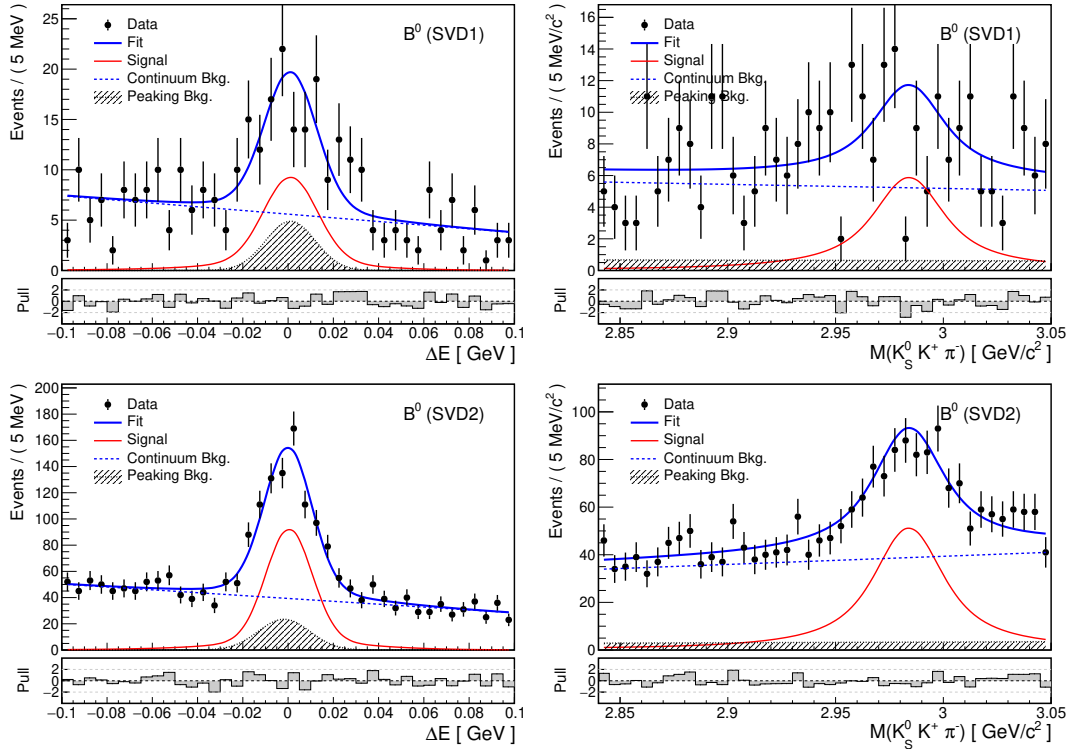 Events / ( 5 MeV )
25
20
15
10
5
0
Data
Fit
Signal
Continuum Bkg.
Peaking Bkg.
B⁰ (SVD1)
Pull
2
0
−2
−0.1 −0.08 −0.06 −0.04 −0.02 0 0.02 0.04 0.06 0.08 0.1
ΔE [ GeV ]
Events / ( 5 MeV/c² )
16
14
12
10
8
6
4
2
0
Data
Fit
Signal
Continuum Bkg.
Peaking Bkg.
B⁰ (SVD1)
Pull
2
0
−2
2.85 2.9 2.95 3 3.05
M(K_S^0 K⁺ π⁻) [ GeV/c² ]
Events / ( 5 MeV )
200
180
160
140
120
100
80
60
40
20
0
Data
Fit
Signal
Continuum Bkg.
Peaking Bkg.
B⁰ (SVD2)
Pull
2
0
−2
−0.1 −0.08 −0.06 −0.04 −0.02 0 0.02 0.04 0.06 0.08 0.1
ΔE [ GeV ]
Events / ( 5 MeV/c² )
100
80
60
40
20
0
Data
Fit
Signal
Continuum Bkg.
Peaking Bkg.
B⁰ (SVD2)
Pull
2
0
−2
2.85 2.9 2.95 3 3.05
M(K_S^0 K⁺ π⁻) [ GeV/c² ]